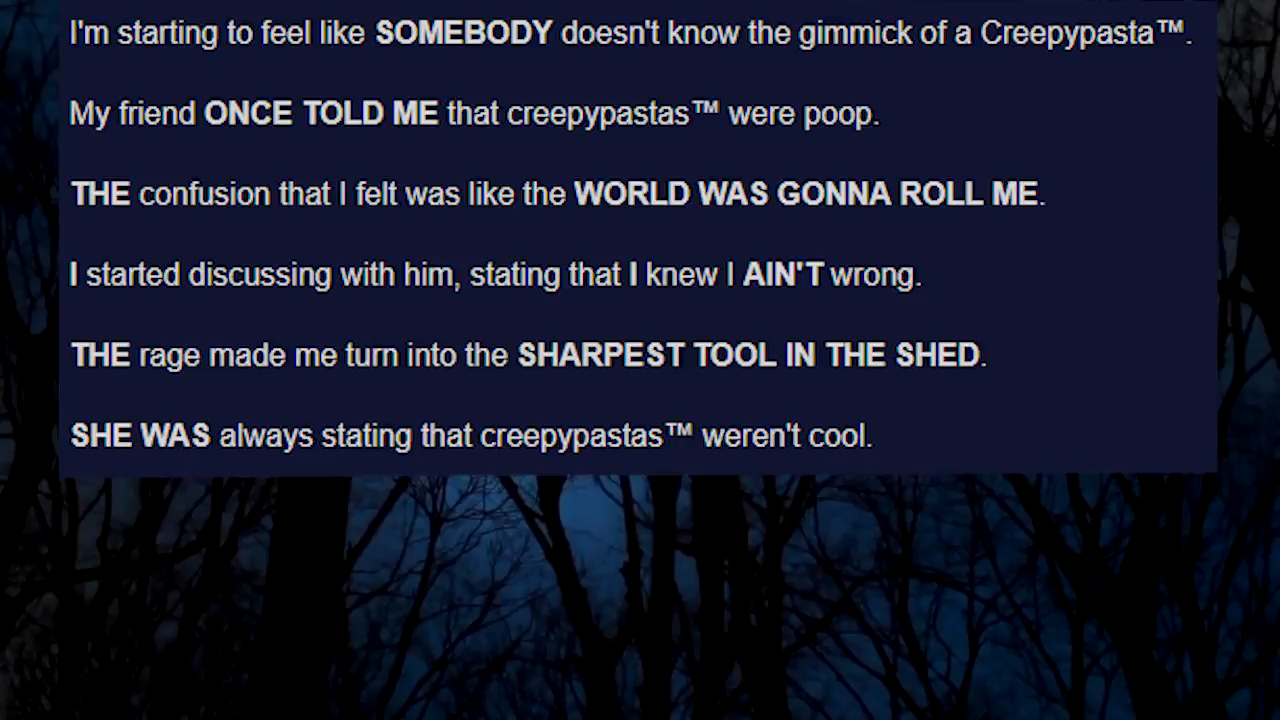 I'm starting to feel like SOMEBODY doesn't know the gimmick of a Creepypasta™.
My friend ONCE TOLD ME that creepypastas™ were poop.
THE confusion that I felt was like the WORLD WAS GONNA ROLL ME.
I started discussing with him, stating that I knew I AIN'T wrong.
THE rage made me turn into the SHARPEST TOOL IN THE SHED.
SHE WAS always stating that creepypastas™ weren't cool.